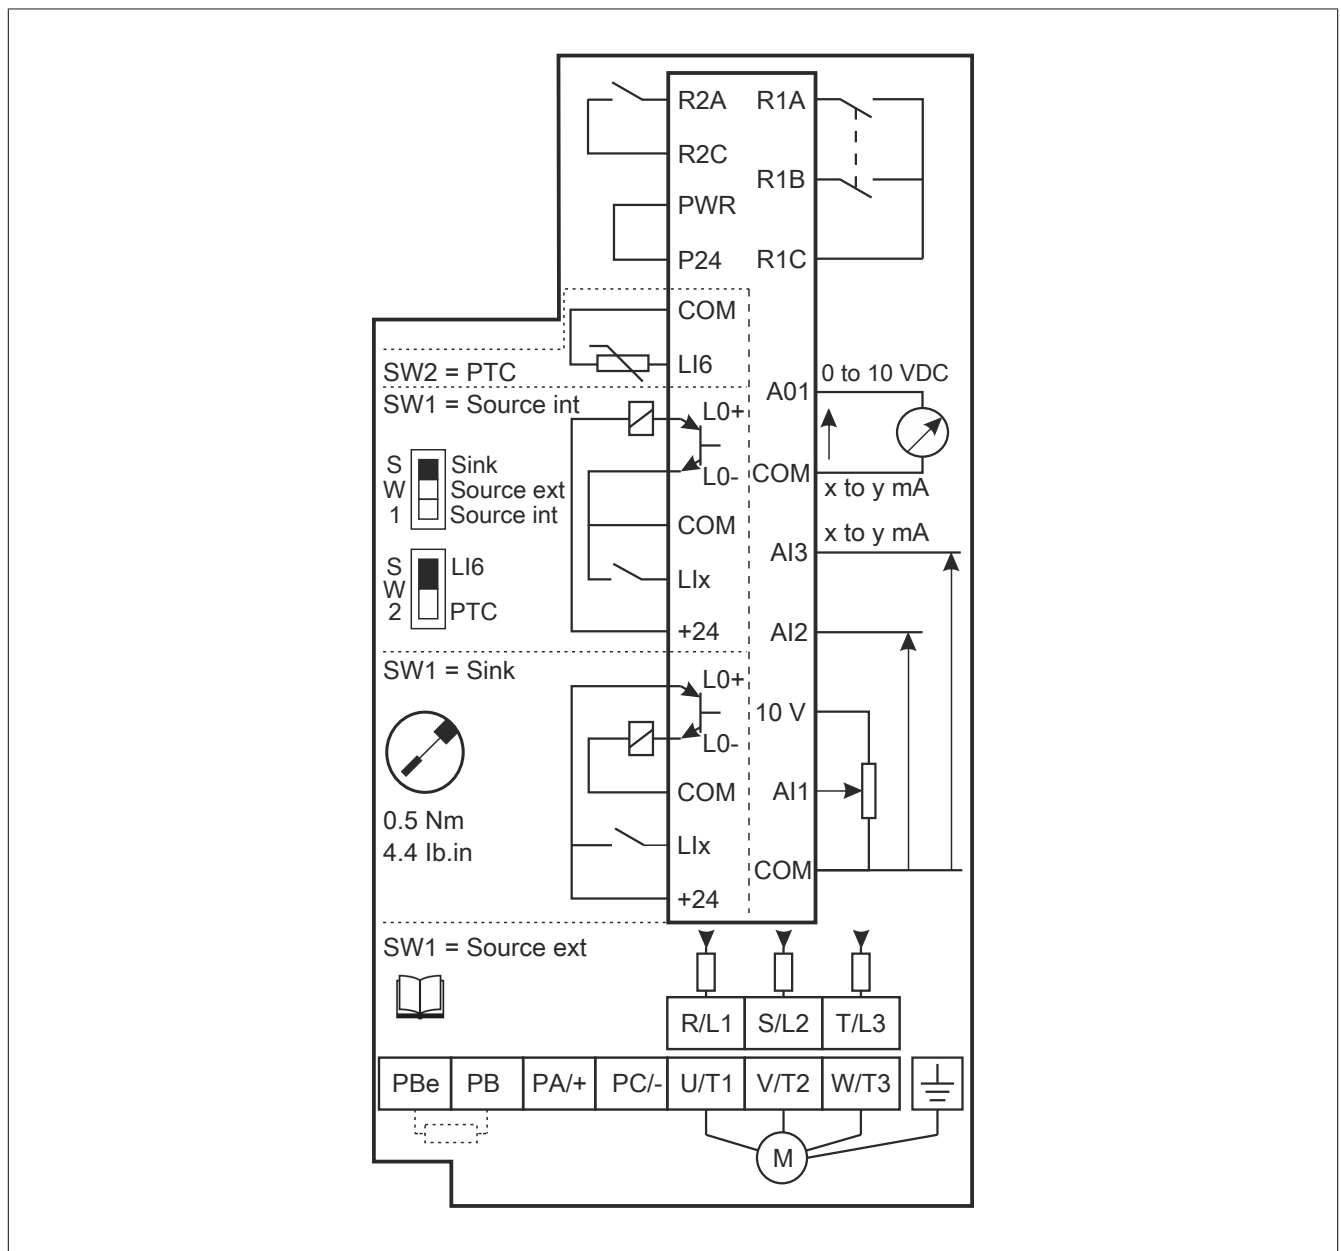 R2A R1A
R2C
R1B
PWR
P24 R1C
COM
SW2 = PTC
LI6
0 to 10 VDC
A01
SW1 = Source int
L0+
L0-
COM
x to y mA
S
W
1
Sink
Source ext
Source int
COM
x to y mA
AI3
S
W
2
LI6
PTC
LIx
+24
AI2
SW1 = Sink
L0+
10 V
L0-
COM
AI1
0.5 Nm
4.4 lb.in
LIx
COM
+24
SW1 = Source ext
R/L1 S/L2 T/L3
PBe PB PA/+ PC/- U/T1 V/T2 W/T3
M